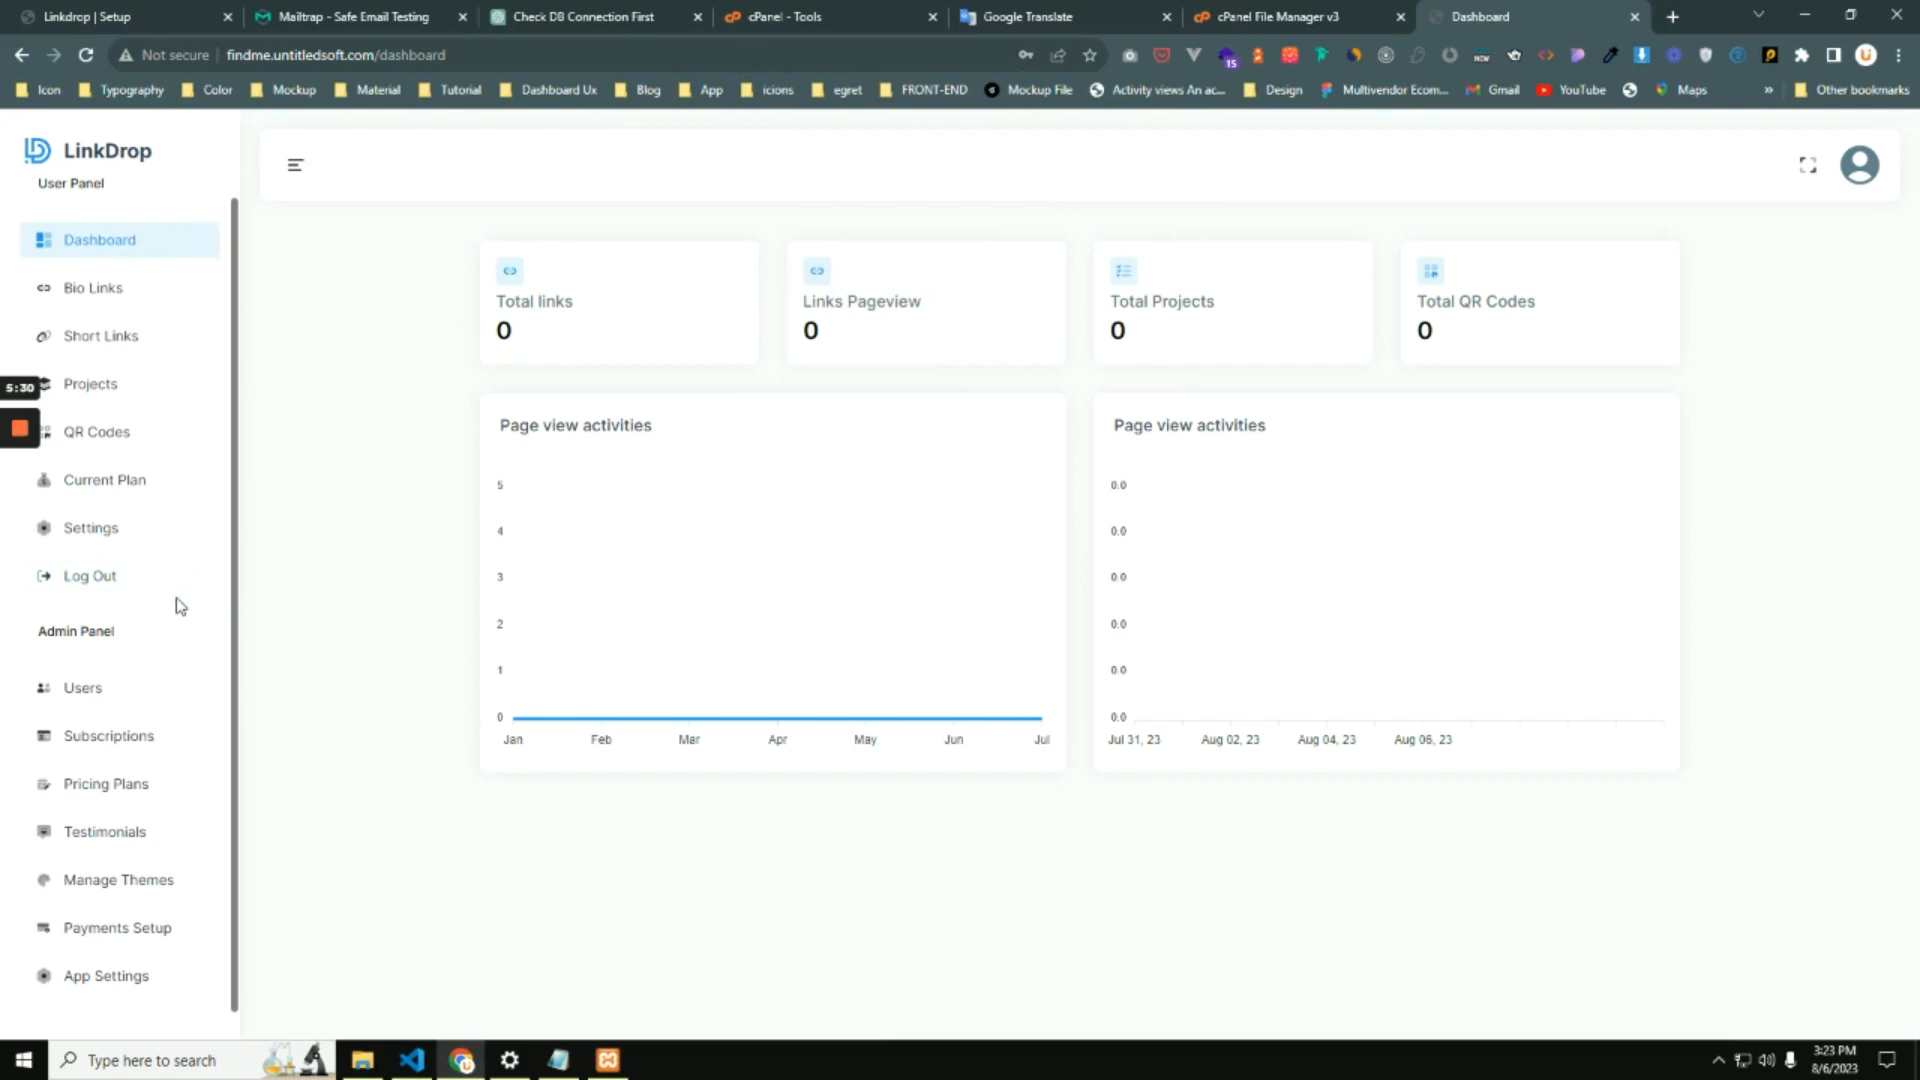 Linkdrop | Setup
Mailtrap - Safe Email Testing
Check DB Connection First
cPanel - Tools
Google Translate
cPanel File Manager v3
Dashboard
Not secure
findme.untitledsoft.com/dashboard
15
NEW
Icon
Typography
Color
Mockup
Material
Tutorial
Dashboard Ux
Blog
App
icions
egret
FRONT-END
Mockup File
Activity views An ac...
Design
Multivendor Ecom...
Gmail
YouTube
Maps
»
Other bookmarks
LinkDrop
User Panel
Dashboard
Bio Links
Short Links
Projects
5:30
QR Codes
Current Plan
Settings
Log Out
Admin Panel
Users
Subscriptions
Pricing Plans
Testimonials
Manage Themes
Payments Setup
App Settings
Total links
0
Links Pageview
0
Total Projects
0
Total QR Codes
0
Page view activities
5
4
3
2
1
0
Jan Feb Mar Apr May Jun Jul
Page view activities
0.0
0.0
0.0
0.0
0.0
0.0
Jul 31, 23 Aug 02, 23 Aug 04, 23 Aug 06, 23
Type here to search
3:23 PM
8/6/2023